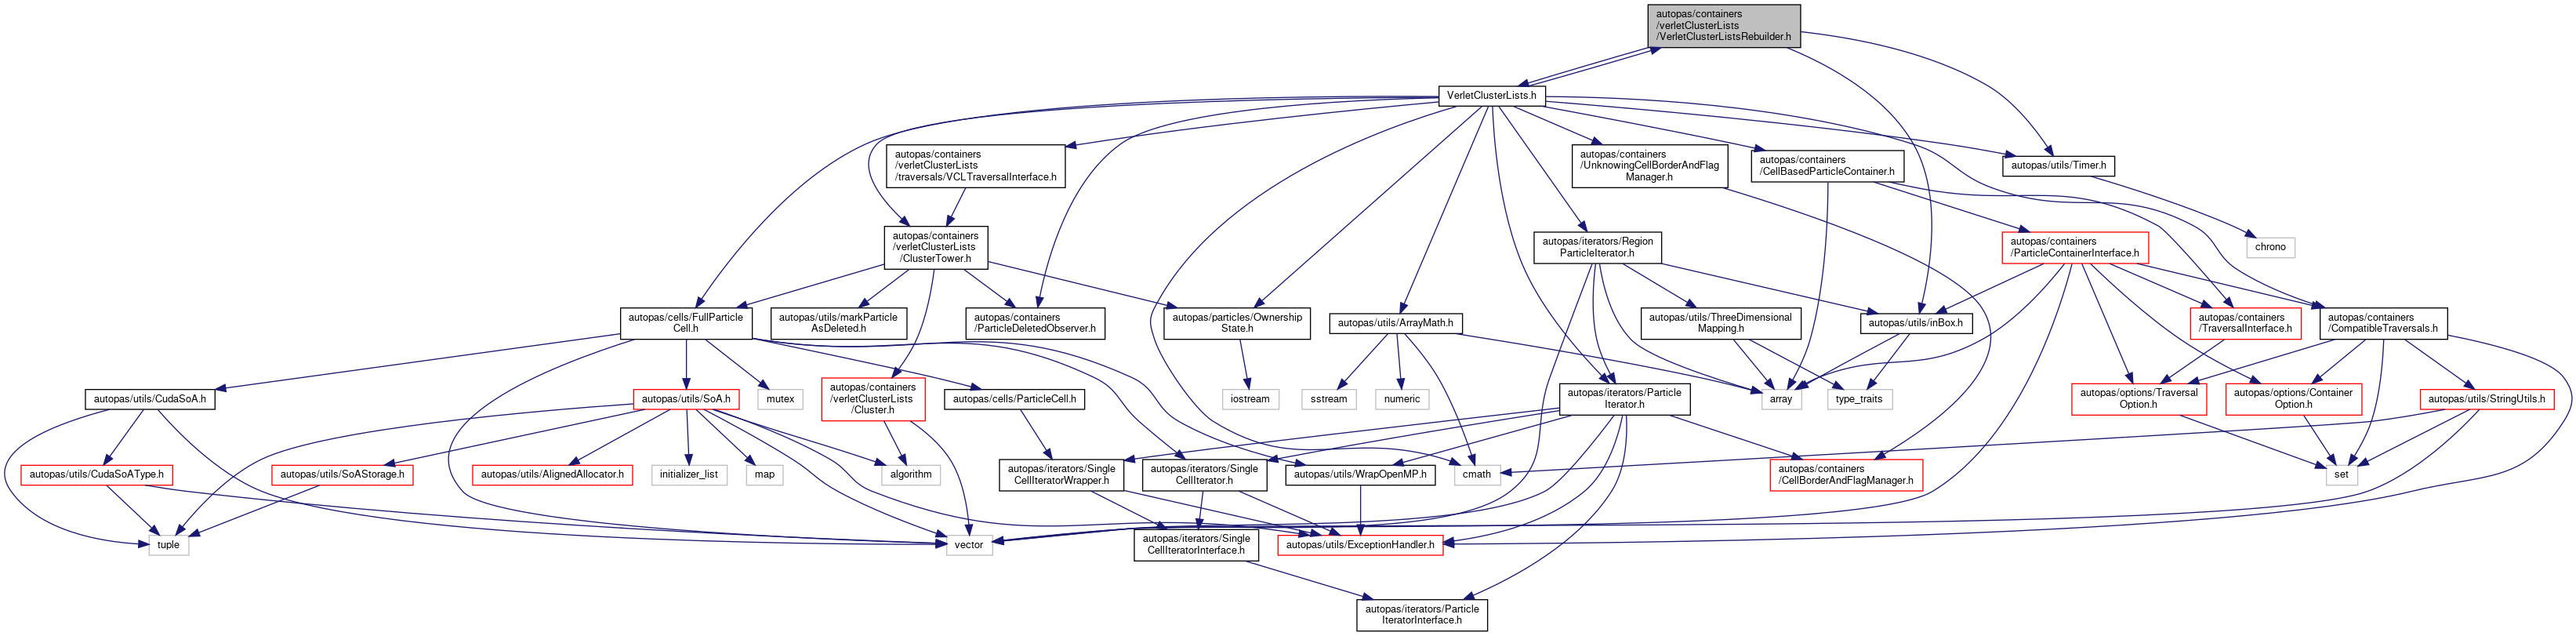 autopas/containers
/verletClusterLists
/VerletClusterListsRebuilder.h
VerletClusterLists.h
autopas/containers
/verletClusterLists
/traversals/VCLTraversalInterface.h
autopas/containers
/UnknowingCellBorderAndFlag
Manager.h
autopas/containers
/CellBasedParticleContainer.h
autopas/utils/Timer.h
autopas/containers
/verletClusterLists
/ClusterTower.h
autopas/iterators/Region
ParticleIterator.h
autopas/containers
/ParticleContainerInterface.h
chrono
autopas/cells/FullParticle
Cell.h
autopas/utils/markParticle
AsDeleted.h
autopas/containers
/ParticleDeletedObserver.h
autopas/particles/Ownership
State.h
autopas/utils/ArrayMath.h
autopas/utils/ThreeDimensional
Mapping.h
autopas/utils/inBox.h
autopas/containers
/TraversalInterface.h
autopas/containers
/CompatibleTraversals.h
autopas/utils/CudaSoA.h
autopas/utils/SoA.h
mutex
autopas/containers
/verletClusterLists
/Cluster.h
autopas/cells/ParticleCell.h
iostream
sstream
numeric
autopas/iterators/Particle
Iterator.h
array
type_traits
autopas/options/Traversal
Option.h
autopas/options/Container
Option.h
autopas/utils/StringUtils.h
autopas/utils/CudaSoAType.h
autopas/utils/SoAStorage.h
autopas/utils/AlignedAllocator.h
initializer_list
map
algorithm
autopas/iterators/Single
CellIteratorWrapper.h
autopas/iterators/Single
CellIterator.h
autopas/utils/WrapOpenMP.h
cmath
autopas/containers
/CellBorderAndFlagManager.h
set
tuple
vector
autopas/iterators/Single
CellIteratorInterface.h
autopas/utils/ExceptionHandler.h
autopas/iterators/Particle
IteratorInterface.h